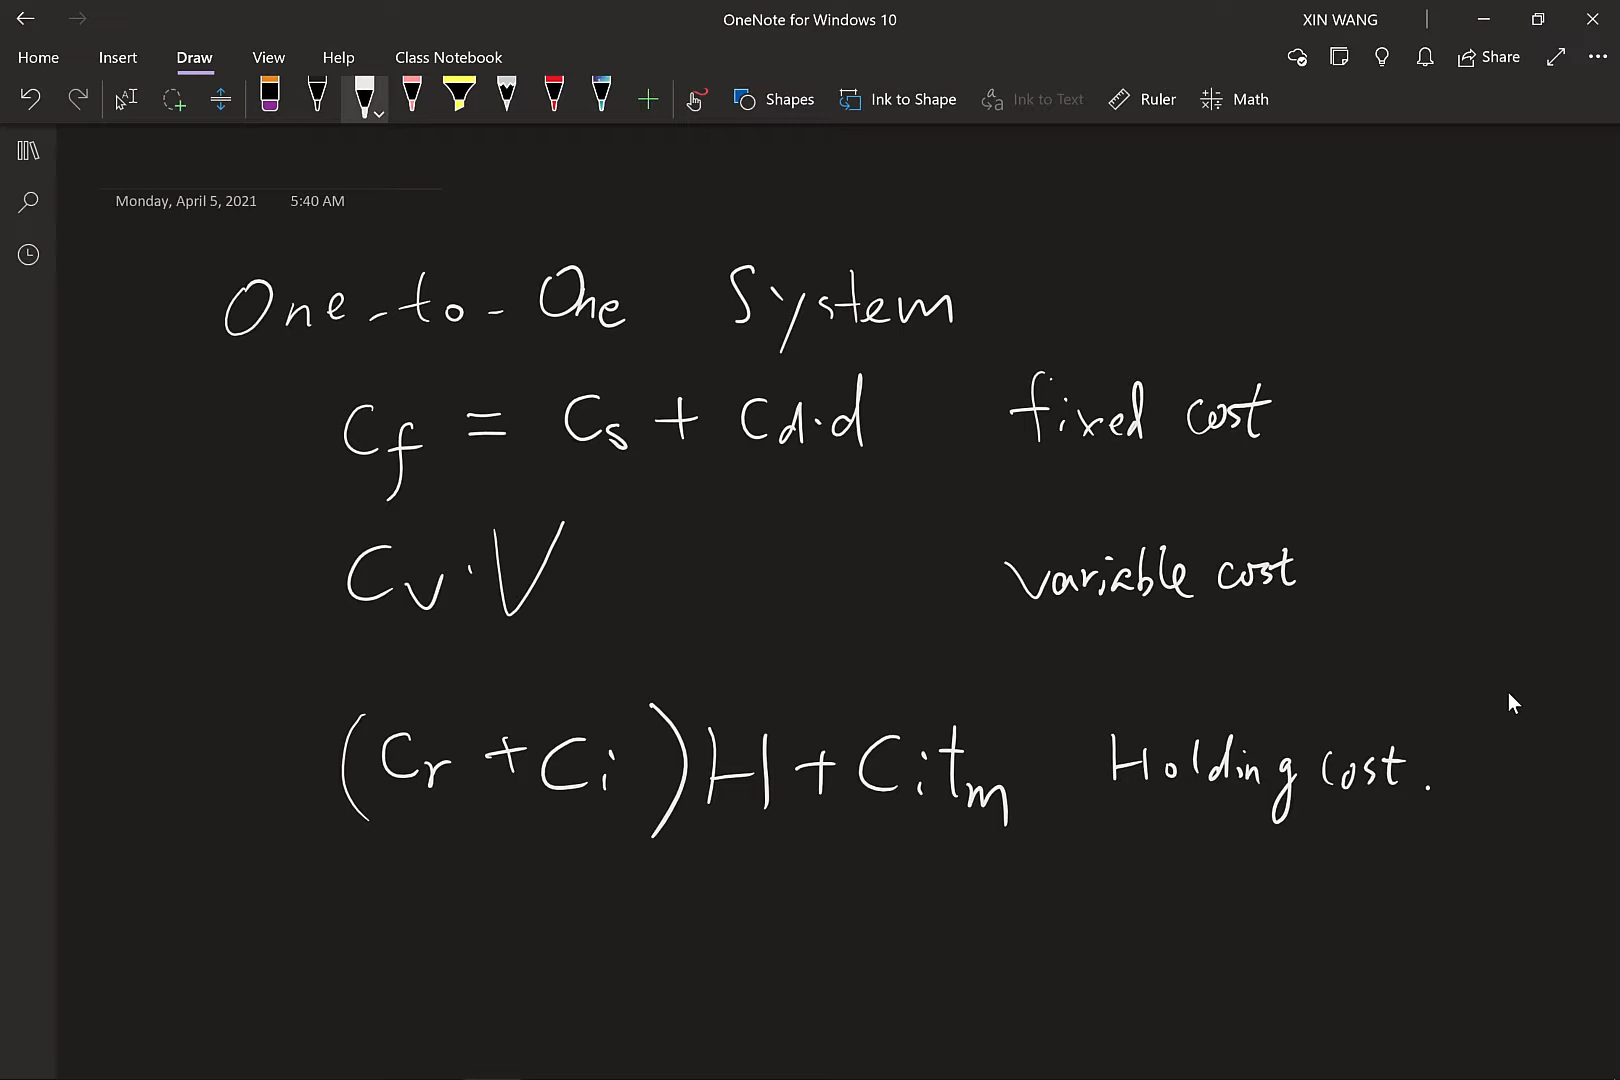 OneNote for Windows 10 XIN WANG
Home Insert Draw View Help Class Notebook Share
Shapes Ink to Shape Ink to Text Ruler Math
Monday, April 5, 2021 5:40 AM
One-to-One System
Cf = Cs + Cd·d fixed cost
Cv·V variable cost
(Cr + Ci)H + Citm Holding cost.